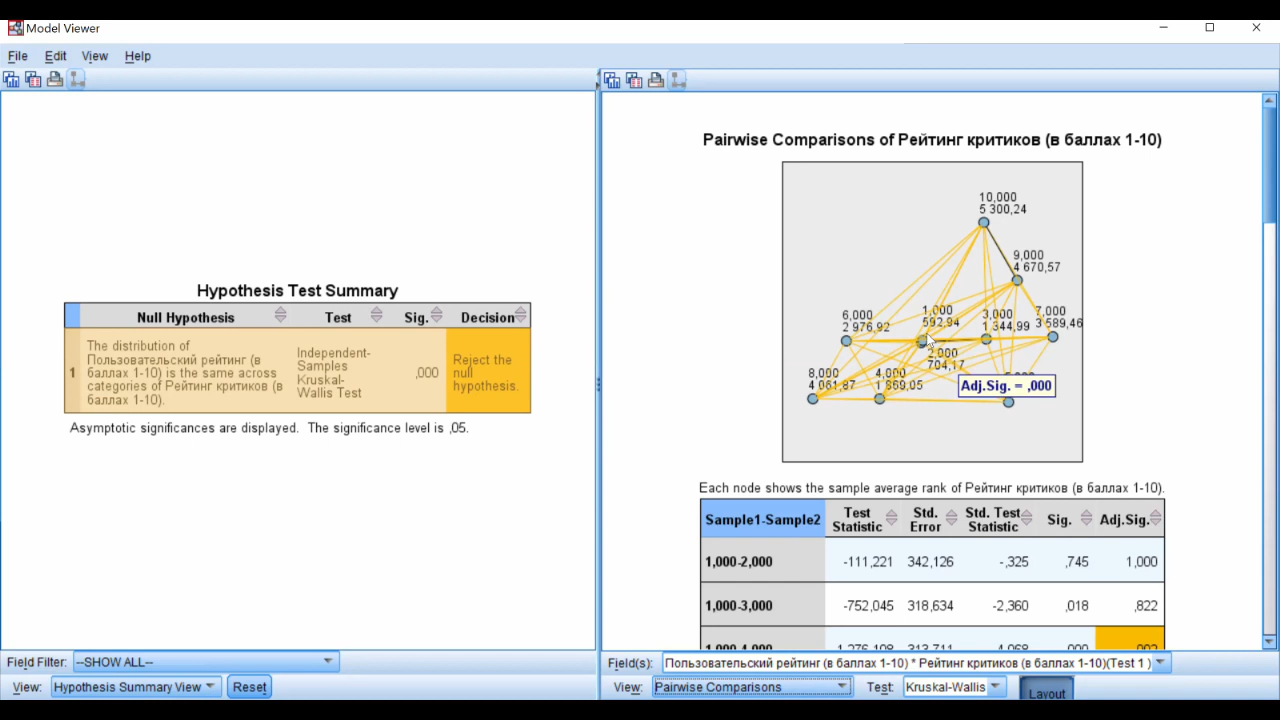 Model Viewer
File Edit View Help
Hypothesis Test Summary
Null Hypothesis Test Sig. Decision
1
The distribution of
Пользовательский рейтинг (в
баллах 1-10) is the same across
categories of Рейтинг критиков (в
баллах 1-10).
Independent-
Samples
Kruskal-
Wallis Test
,000
Reject the
null
hypothesis.
Asymptotic significances are displayed. The significance level is ,05.
Field Filter: --SHOW ALL--
View: Hypothesis Summary View Reset
Pairwise Comparisons of Рейтинг критиков (в баллах 1-10)
10,000
5 300,24
9,000
4 670,57
6,000
2 976,92
1,000
592,94
3,000
1 344,99
7,000
3 589,46
2,000
704,17
8,000
4 061,87
4,000
1 869,05
Adj.Sig. = ,000
Each node shows the sample average rank of Рейтинг критиков (в баллах 1-10).
Sample1-Sample2 Test Statistic Std. Error Std. Test Statistic Sig. Adj.Sig.
1,000-2,000 -111,221 342,126 -,325 ,745 1,000
1,000-3,000 -752,045 318,634 -2,360 ,018 ,822
Field(s): Пользовательский рейтинг (в баллах 1-10) * Рейтинг критиков (в баллах 1-10)(Test 1 )
View: Pairwise Comparisons Test: Kruskal-Wallis Layout